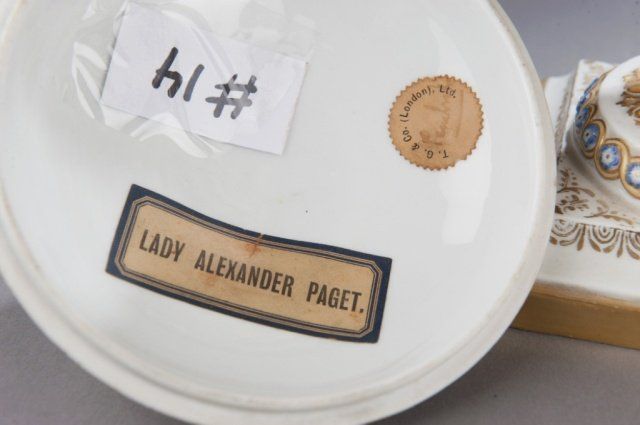 #14
T. G. & Co. (London), Ltd.
LADY ALEXANDER PAGET.